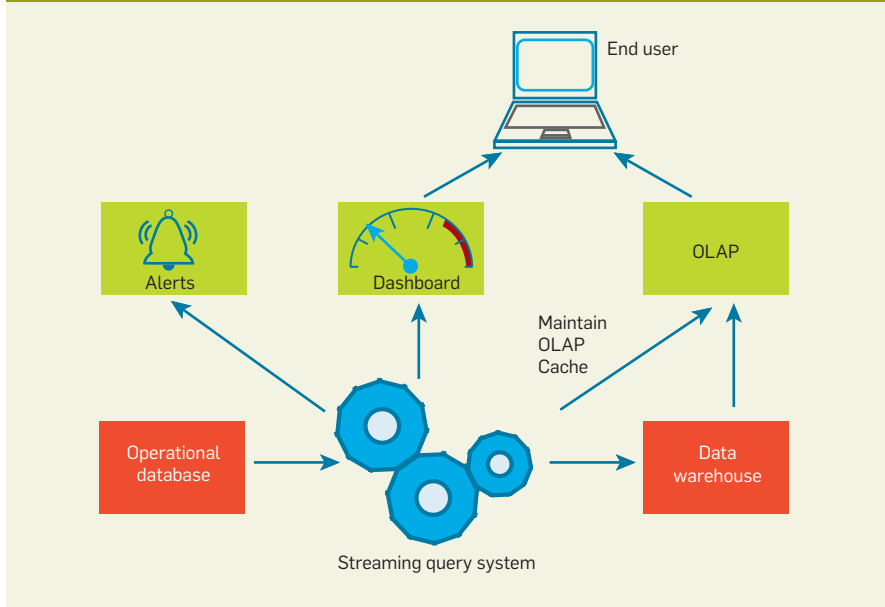 End user
Alerts
Dashboard
OLAP
Maintain
OLAP
Cache
Operational
database
Data
warehouse
Streaming query system